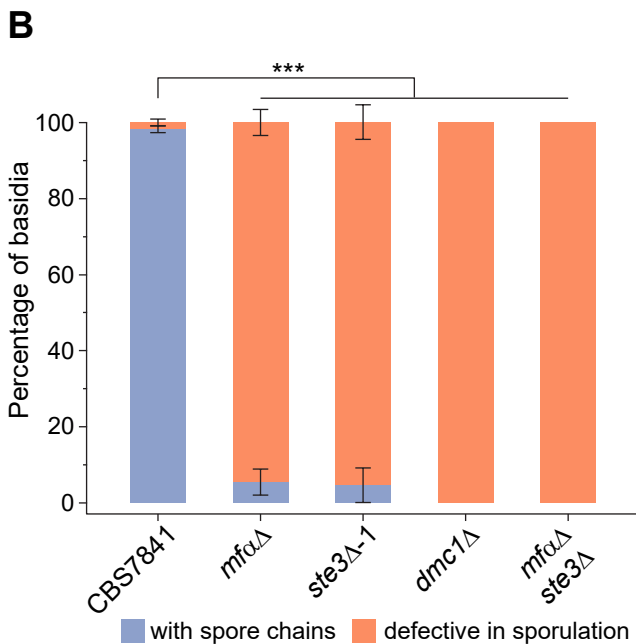 B
***
Percentage of basidia
100
80
60
40
20
0
CBS7841
mfαΔ
ste3Δ-1
dmc1Δ
mfαΔ
ste3Δ
with spore chains
defective in sporulation